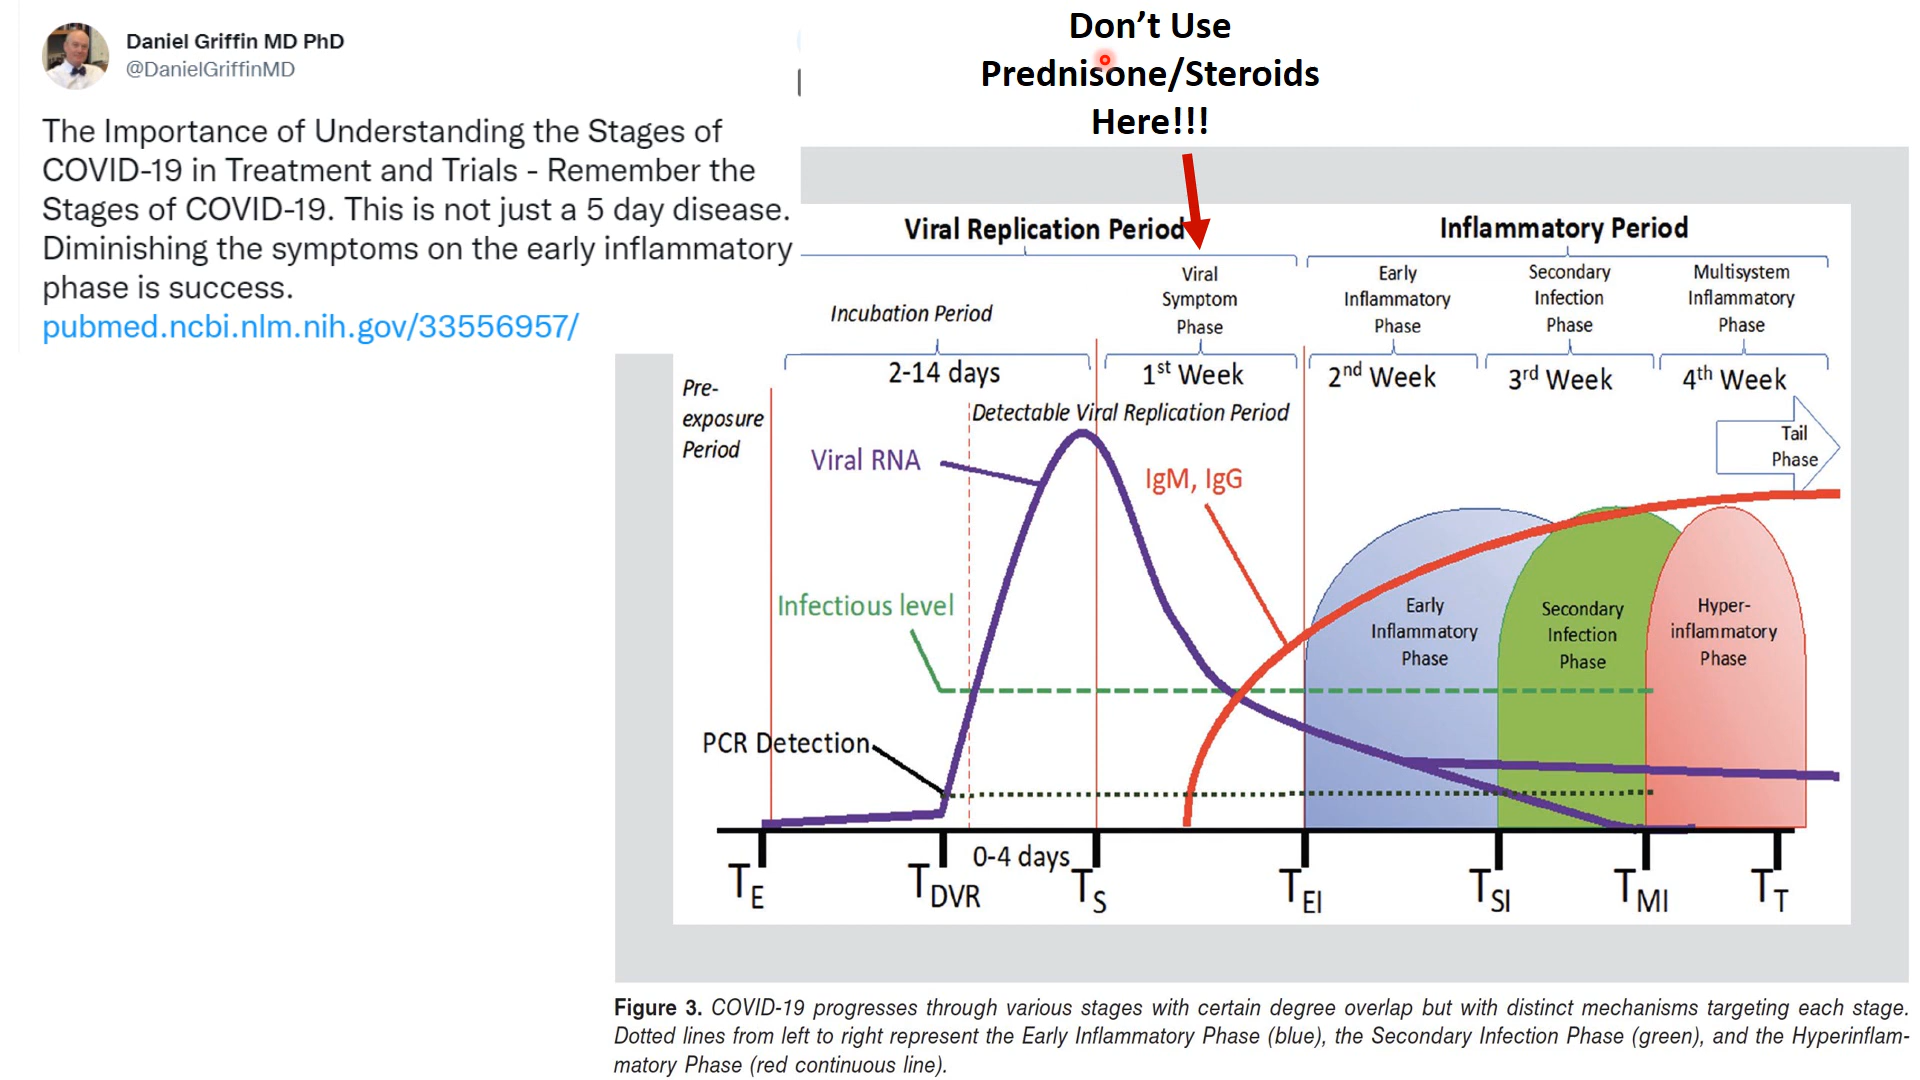 Daniel Griffin MD PhD
@DanielGriffinMD
The Importance of Understanding the Stages of
COVID-19 in Treatment and Trials - Remember the
Stages of COVID-19. This is not just a 5 day disease.
Diminishing the symptoms on the early inflammatory
phase is success.
pubmed.ncbi.nlm.nih.gov/33556957/
Don't Use
Prednisone/Steroids
Here!!!
Viral Replication Period
Inflammatory Period
Incubation Period
Viral
Symptom
Phase
Early
Inflammatory
Phase
Secondary
Infection
Phase
Multisystem
Inflammatory
Phase
2-14 days
1st Week
2nd Week
3rd Week
4th Week
Pre-
exposure
Period
Detectable Viral Replication Period
Tail
Phase
Viral RNA
IgM, IgG
Infectious level
PCR Detection
Early
Inflammatory
Phase
Secondary
Infection
Phase
Hyper-
inflammatory
Phase
0-4 days
TE
TDVR
TS
TEI
TSI
TMI
TT
Figure 3. COVID-19 progresses through various stages with certain degree overlap but with distinct mechanisms targeting each stage.
Dotted lines from left to right represent the Early Inflammatory Phase (blue), the Secondary Infection Phase (green), and the Hyperinflam-
matory Phase (red continuous line).